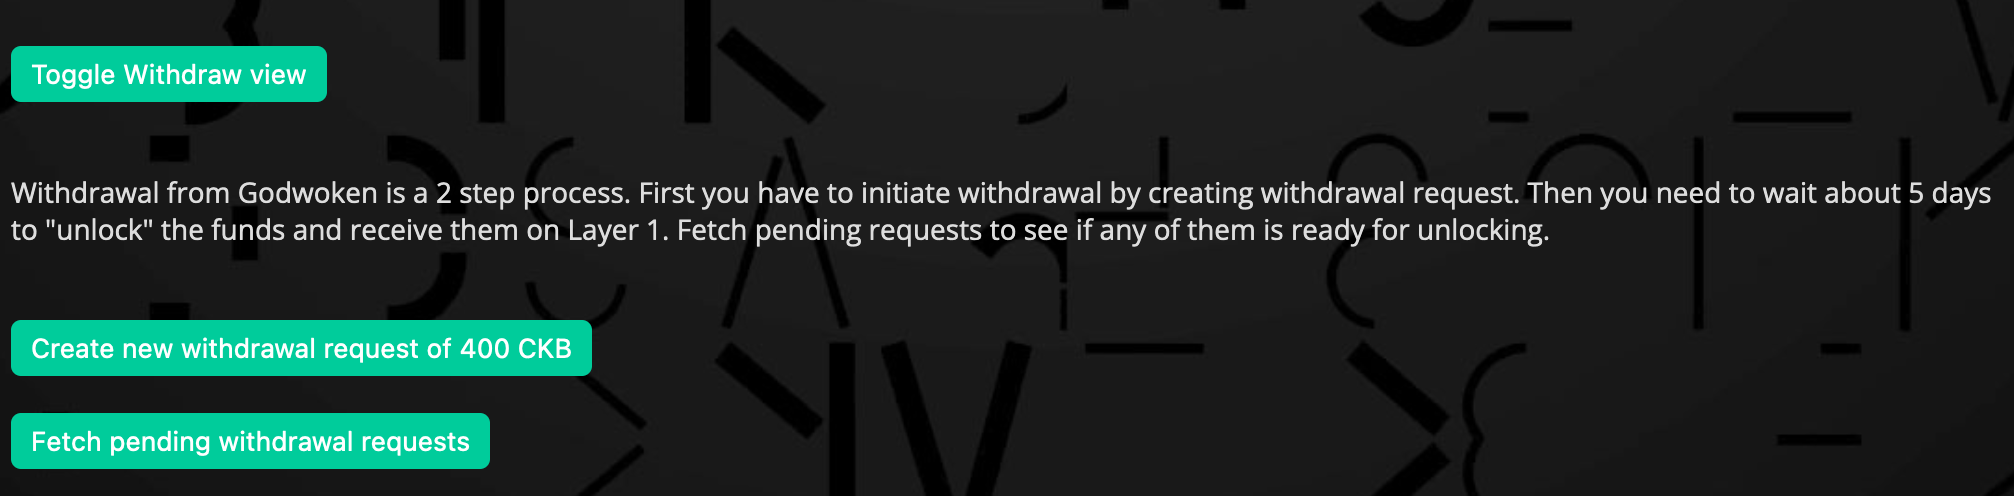 Toggle Withdraw view
Withdrawal from Godwoken is a 2 step process. First you have to initiate withdrawal by creating withdrawal request. Then you need to wait about 5 days
to "unlock" the funds and receive them on Layer 1. Fetch pending requests to see if any of them is ready for unlocking.
Create new withdrawal request of 400 CKB
Fetch pending withdrawal requests